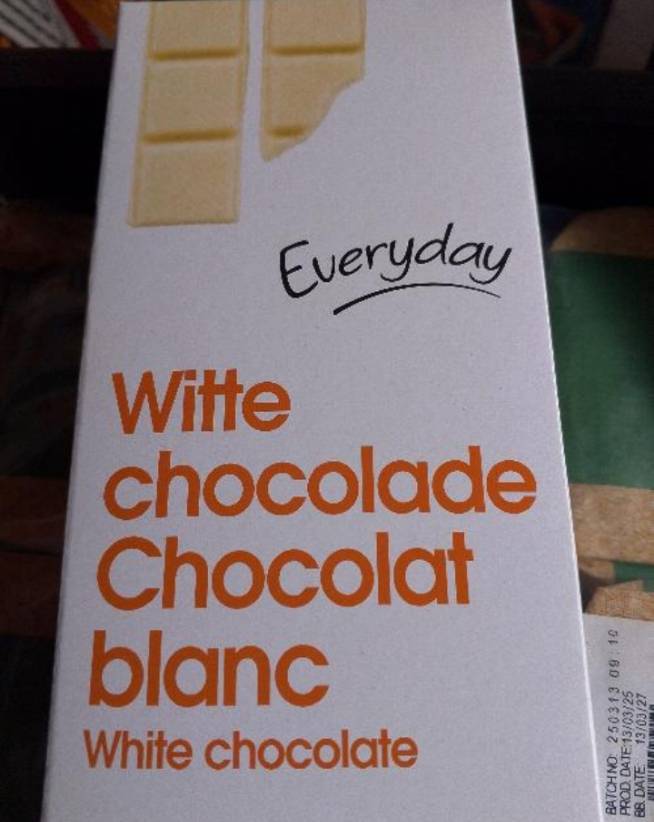 Everyday
Witte
chocolade
Chocolat
blanc
White chocolate
BATCH NO: 250313 09:10
PROD. DATE:13/03/25
BB. DATE: 13/03/27